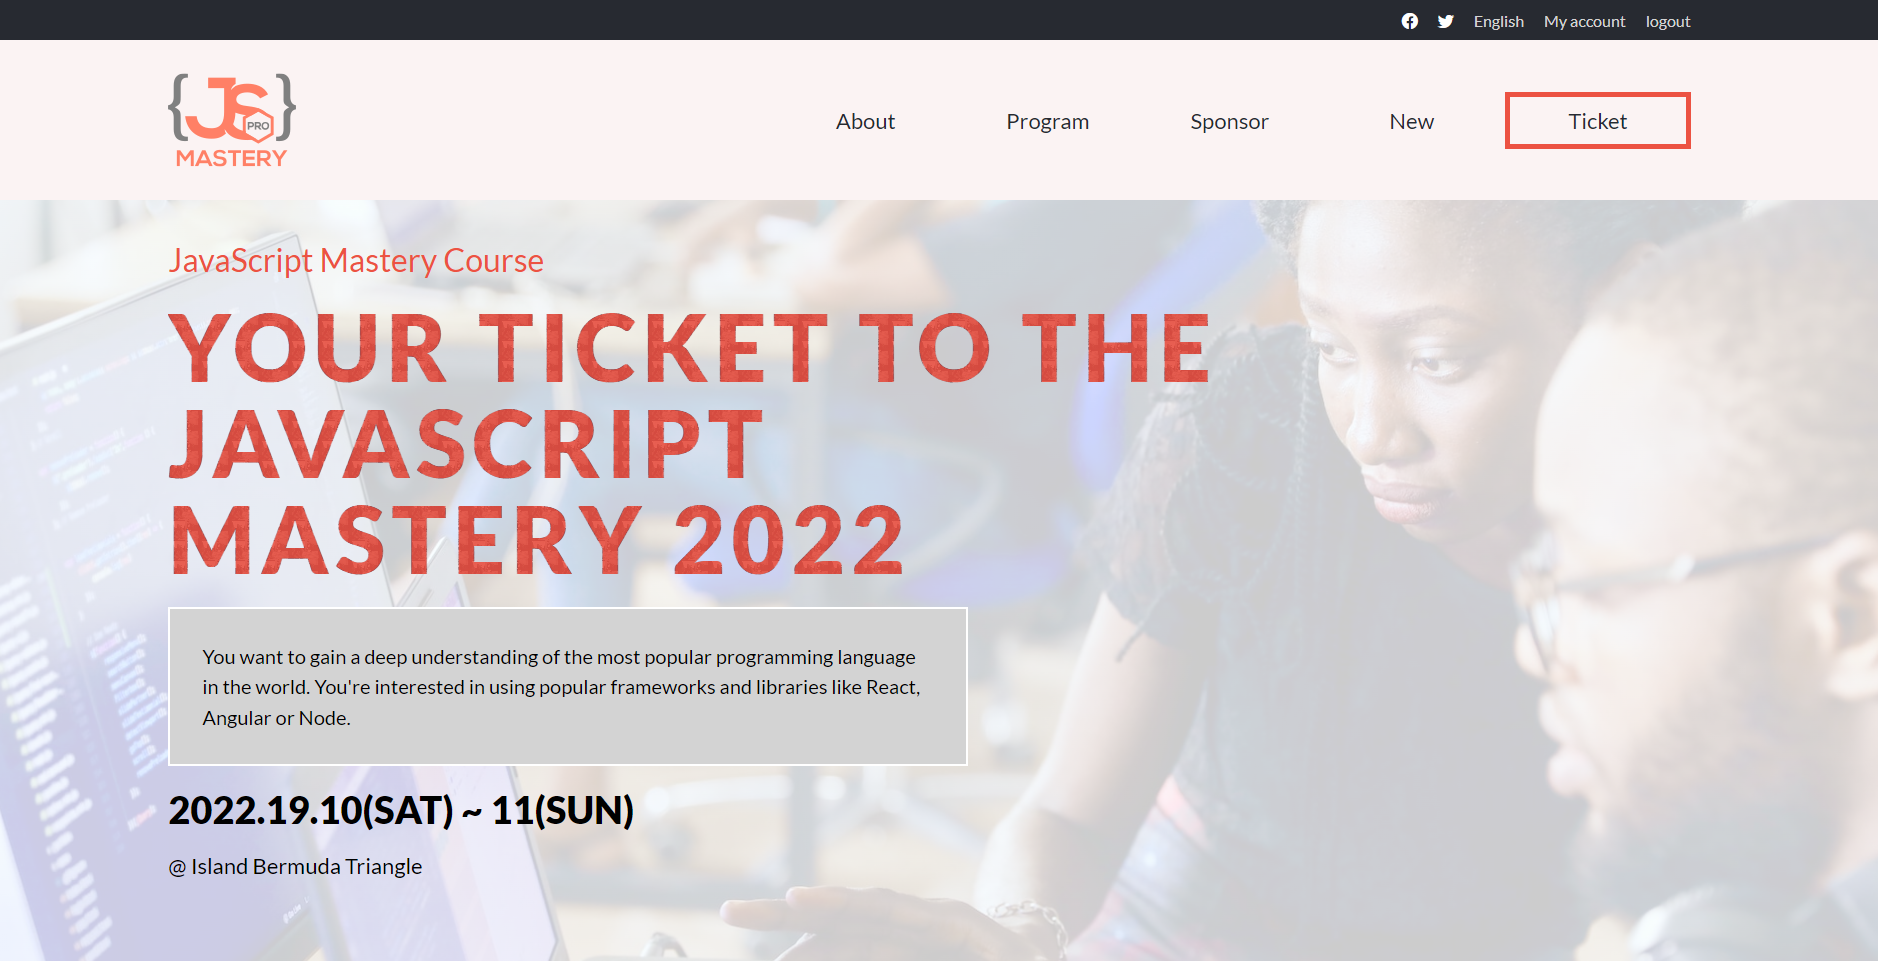 English My account logout
{JS}
PRO
MASTERY
About Program Sponsor New Ticket
JavaScript Mastery Course
YOUR TICKET TO THE
JAVASCRIPT
MASTERY 2022
You want to gain a deep understanding of the most popular programming language
in the world. You're interested in using popular frameworks and libraries like React,
Angular or Node.
2022.19.10(SAT) ~ 11(SUN)
@ Island Bermuda Triangle